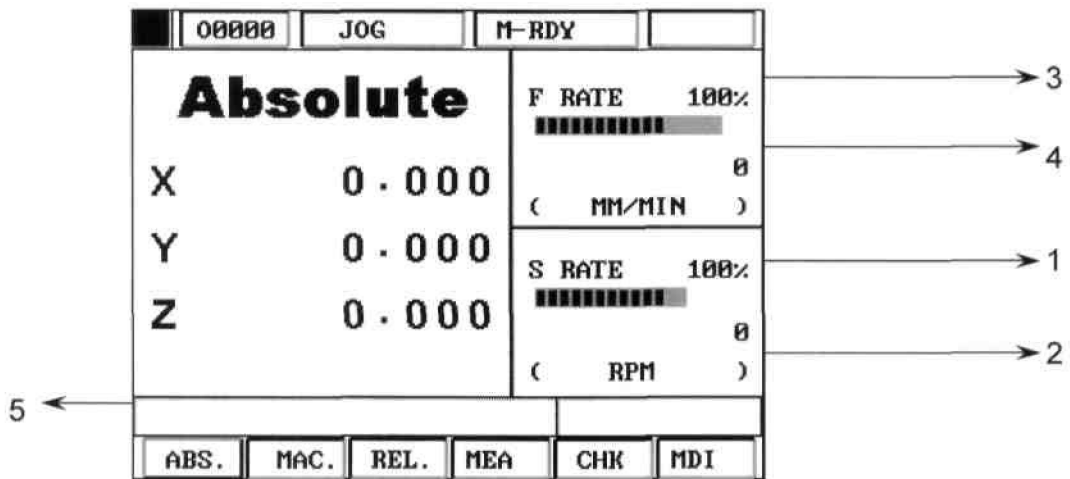 O0000 JOG M-RDY
Absolute
X 0.000
Y 0.000
Z 0.000
F RATE 100%
0
( MM/MIN )
S RATE 100%
0
( RPM )
3
4
1
2
5
ABS. MAC. REL. MEA CHK MDI